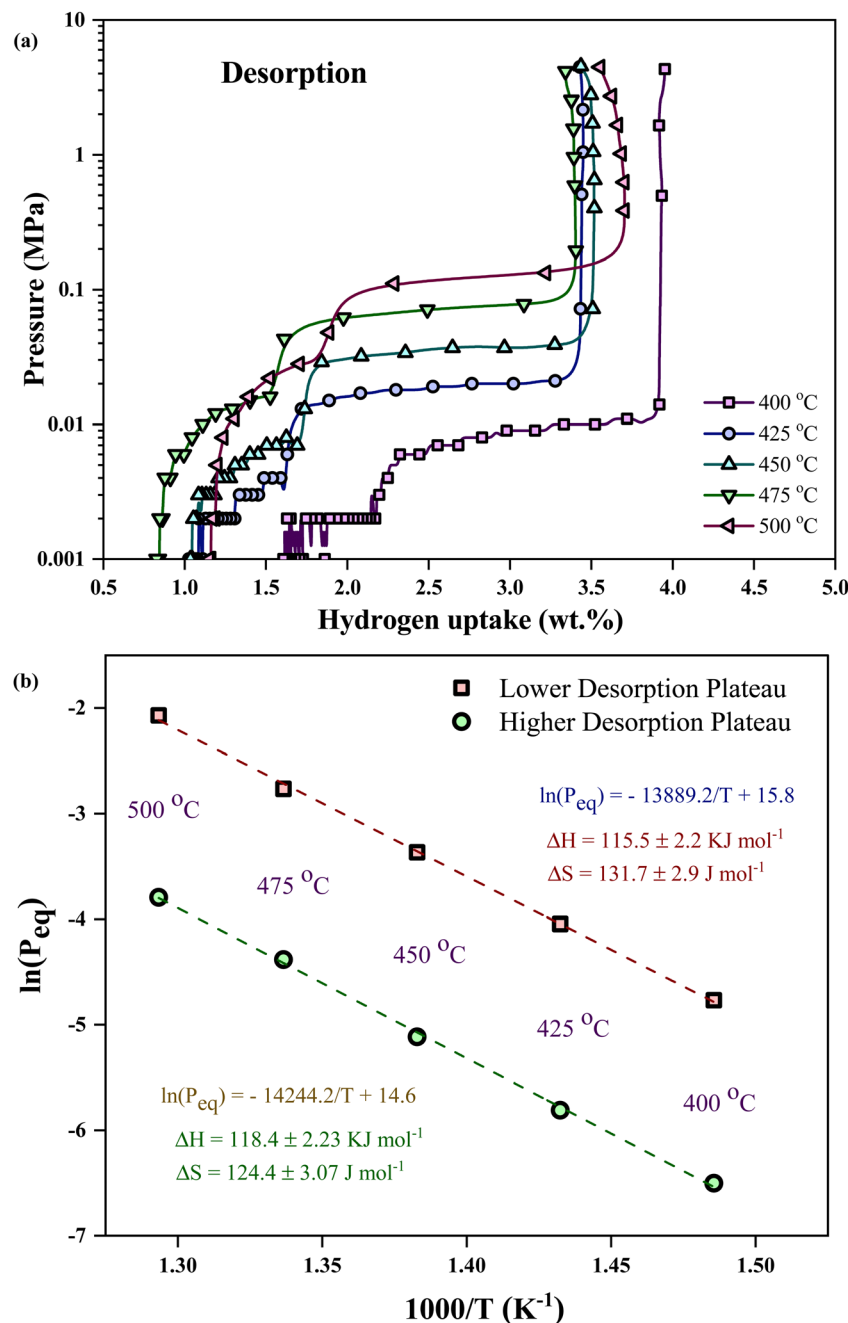 (a)
Desorption
Pressure (MPa)
10
1
0.1
0.01
0.001
400 °C
425 °C
450 °C
475 °C
500 °C
0.5 1.0 1.5 2.0 2.5 3.0 3.5 4.0 4.5 5.0
Hydrogen uptake (wt.%)
(b)
Lower Desorption Plateau
Higher Desorption Plateau
ln(Peq)
-2
-3
-4
-5
-6
-7
ln(Peq) = - 13889.2/T + 15.8
ΔH = 115.5 ± 2.2 KJ mol⁻¹
ΔS = 131.7 ± 2.9 J mol⁻¹
500 °C
475 °C
450 °C
425 °C
400 °C
ln(Peq) = - 14244.2/T + 14.6
ΔH = 118.4 ± 2.23 KJ mol⁻¹
ΔS = 124.4 ± 3.07 J mol⁻¹
1.30 1.35 1.40 1.45 1.50
1000/T (K⁻¹)